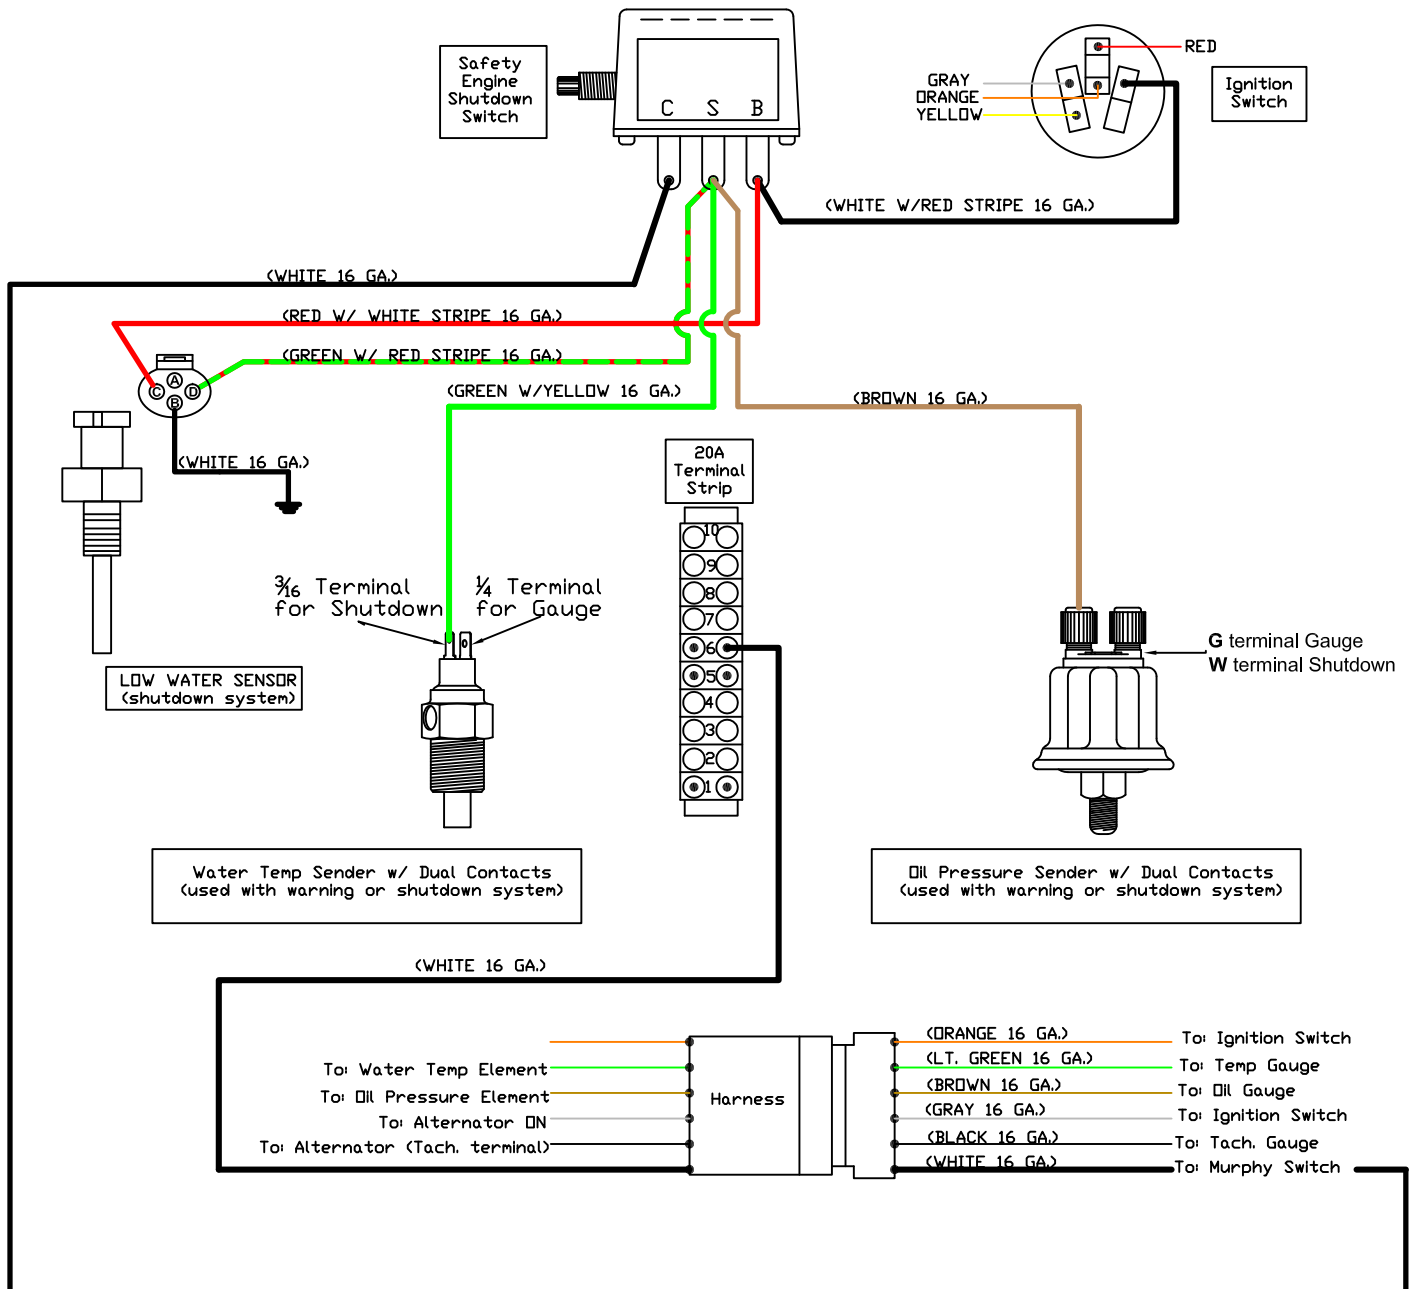 Safety
Engine
Shutdown
Switch
C S B
RED
GRAY
ORANGE
YELLOW
Ignition
Switch
(WHITE W/RED STRIPE 16 GA.)
(WHITE 16 GA.)
(RED W/ WHITE STRIPE 16 GA.)
(GREEN W/ RED STRIPE 16 GA.)
A
C D
B
(GREEN W/YELLOW 16 GA.)
(BROWN 16 GA.)
(WHITE 16 GA.)
20A
Terminal
Strip
10
9
8
7
6
5
4
3
2
1
3/16 Terminal
for Shutdown
1/4 Terminal
for Gauge
G terminal Gauge
W terminal Shutdown
LOW WATER SENSOR
(shutdown system)
Water Temp Sender w/ Dual Contacts
(used with warning or shutdown system)
Oil Pressure Sender w/ Dual Contacts
(used with warning or shutdown system)
(WHITE 16 GA.)
To: Water Temp Element
To: Oil Pressure Element
To: Alternator ON
To: Alternator (Tach. terminal)
Harness
(ORANGE 16 GA.) To: Ignition Switch
(LT. GREEN 16 GA.) To: Temp Gauge
(BROWN 16 GA.) To: Oil Gauge
(GRAY 16 GA.) To: Ignition Switch
(BLACK 16 GA.) To: Tach. Gauge
(WHITE 16 GA.) To: Murphy Switch